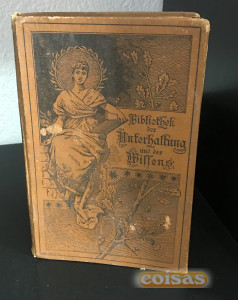 Bibliothek
der
Unterhaltung
und des
Wissens
coisas